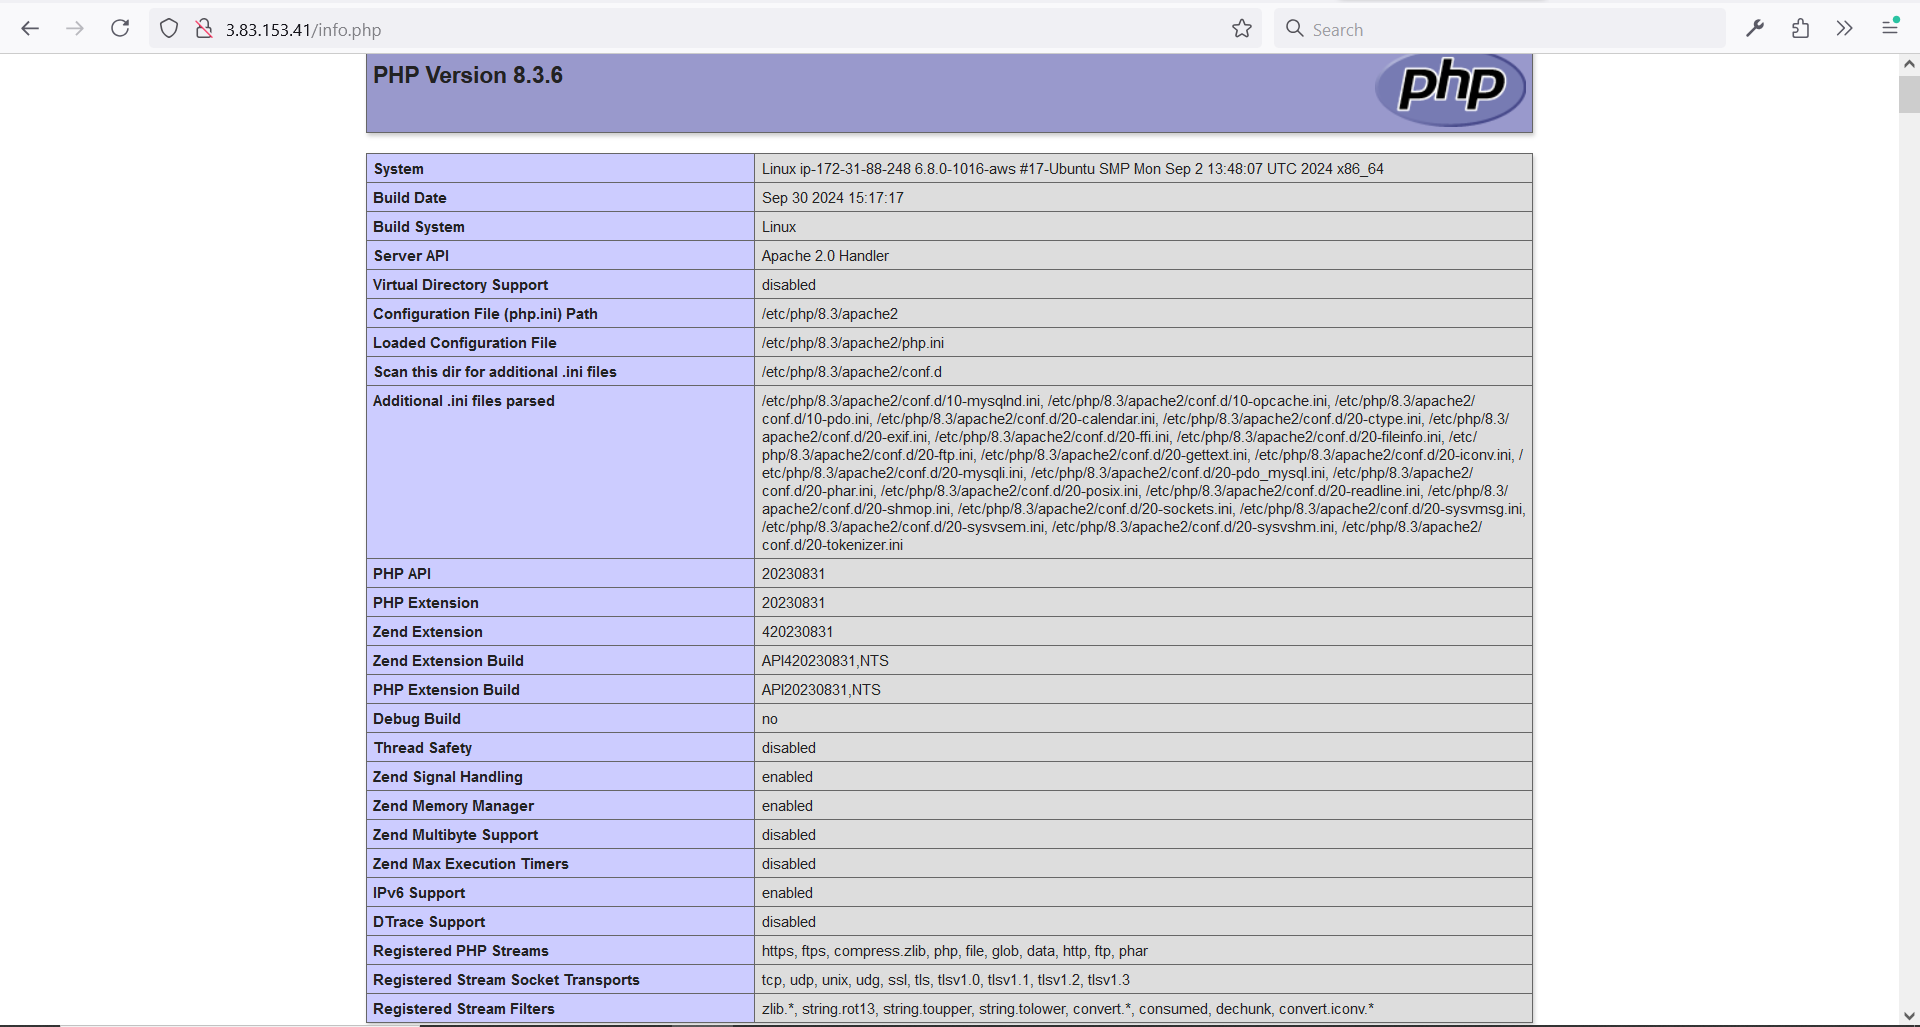 3.83.153.41/info.php
Search
PHP Version 8.3.6
php
System Linux ip-172-31-88-248 6.8.0-1016-aws #17-Ubuntu SMP Mon Sep 2 13:48:07 UTC 2024 x86_64
Build Date Sep 30 2024 15:17:17
Build System Linux
Server API Apache 2.0 Handler
Virtual Directory Support disabled
Configuration File (php.ini) Path /etc/php/8.3/apache2
Loaded Configuration File /etc/php/8.3/apache2/php.ini
Scan this dir for additional .ini files /etc/php/8.3/apache2/conf.d
Additional .ini files parsed /etc/php/8.3/apache2/conf.d/10-mysqlnd.ini, /etc/php/8.3/apache2/conf.d/10-opcache.ini, /etc/php/8.3/apache2/
conf.d/10-pdo.ini, /etc/php/8.3/apache2/conf.d/20-calendar.ini, /etc/php/8.3/apache2/conf.d/20-ctype.ini, /etc/php/8.3/
apache2/conf.d/20-exif.ini, /etc/php/8.3/apache2/conf.d/20-ffi.ini, /etc/php/8.3/apache2/conf.d/20-fileinfo.ini, /etc/
php/8.3/apache2/conf.d/20-ftp.ini, /etc/php/8.3/apache2/conf.d/20-gettext.ini, /etc/php/8.3/apache2/conf.d/20-iconv.ini, /
etc/php/8.3/apache2/conf.d/20-mysqli.ini, /etc/php/8.3/apache2/conf.d/20-pdo_mysql.ini, /etc/php/8.3/apache2/
conf.d/20-phar.ini, /etc/php/8.3/apache2/conf.d/20-posix.ini, /etc/php/8.3/apache2/conf.d/20-readline.ini, /etc/php/8.3/
apache2/conf.d/20-shmop.ini, /etc/php/8.3/apache2/conf.d/20-sockets.ini, /etc/php/8.3/apache2/conf.d/20-sysvmsg.ini,
/etc/php/8.3/apache2/conf.d/20-sysvsem.ini, /etc/php/8.3/apache2/conf.d/20-sysvshm.ini, /etc/php/8.3/apache2/
conf.d/20-tokenizer.ini
PHP API 20230831
PHP Extension 20230831
Zend Extension 420230831
Zend Extension Build API420230831,NTS
PHP Extension Build API20230831,NTS
Debug Build no
Thread Safety disabled
Zend Signal Handling enabled
Zend Memory Manager enabled
Zend Multibyte Support disabled
Zend Max Execution Timers disabled
IPv6 Support enabled
DTrace Support disabled
Registered PHP Streams https, ftps, compress.zlib, php, file, glob, data, http, ftp, phar
Registered Stream Socket Transports tcp, udp, unix, udg, ssl, tls, tlsv1.0, tlsv1.1, tlsv1.2, tlsv1.3
Registered Stream Filters zlib.*, string.rot13, string.toupper, string.tolower, convert.*, consumed, dechunk, convert.iconv.*